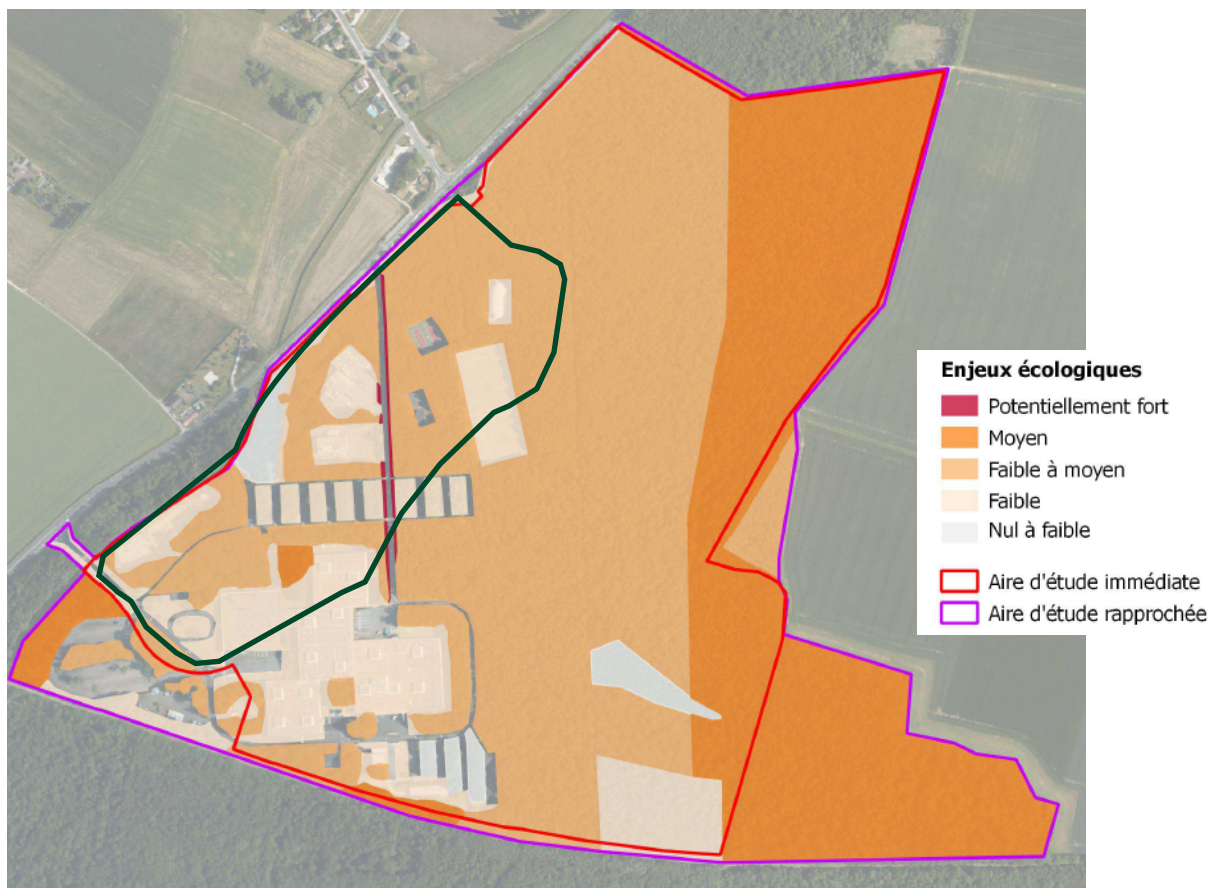 Enjeux écologiques
Potentiellement fort
Moyen
Faible à moyen
Faible
Nul à faible
Aire d'étude immédiate
Aire d'étude rapprochée